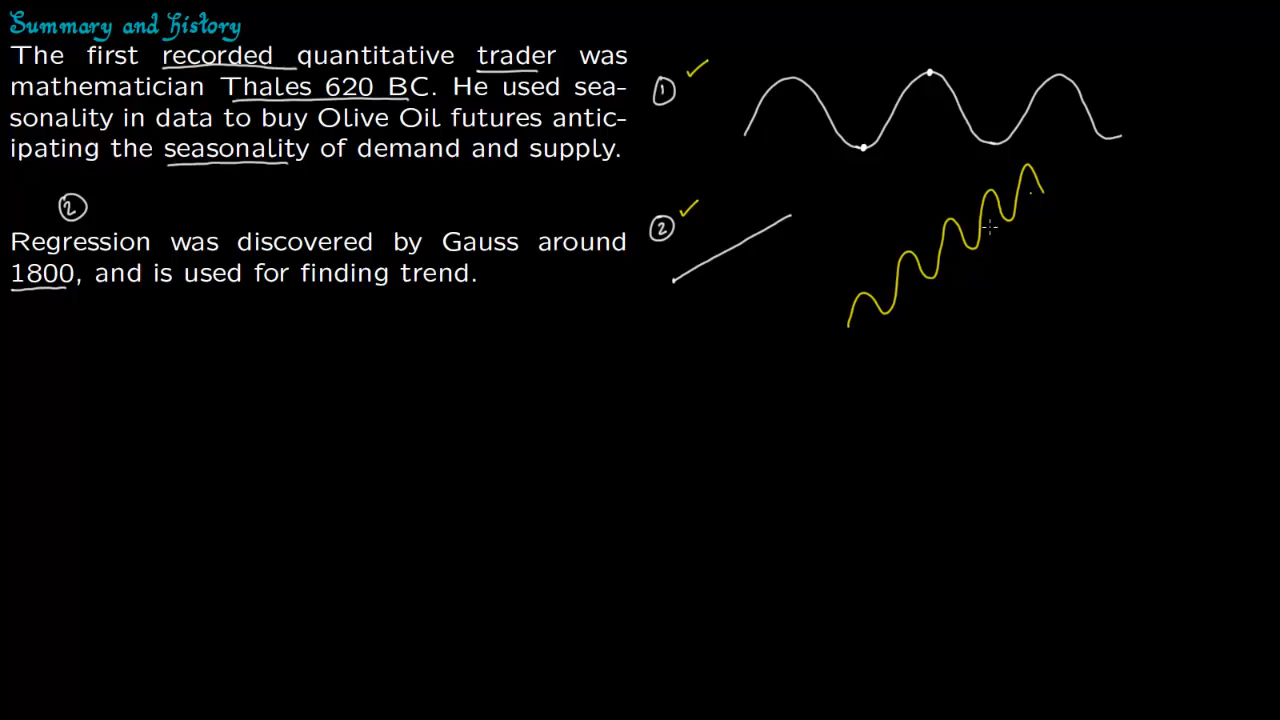 Summary and history
The first recorded quantitative trader was
mathematician Thales 620 BC. He used sea-
sonality in data to buy Olive Oil futures antic-
ipating the seasonality of demand and supply.
2
Regression was discovered by Gauss around
1800, and is used for finding trend.
1
2